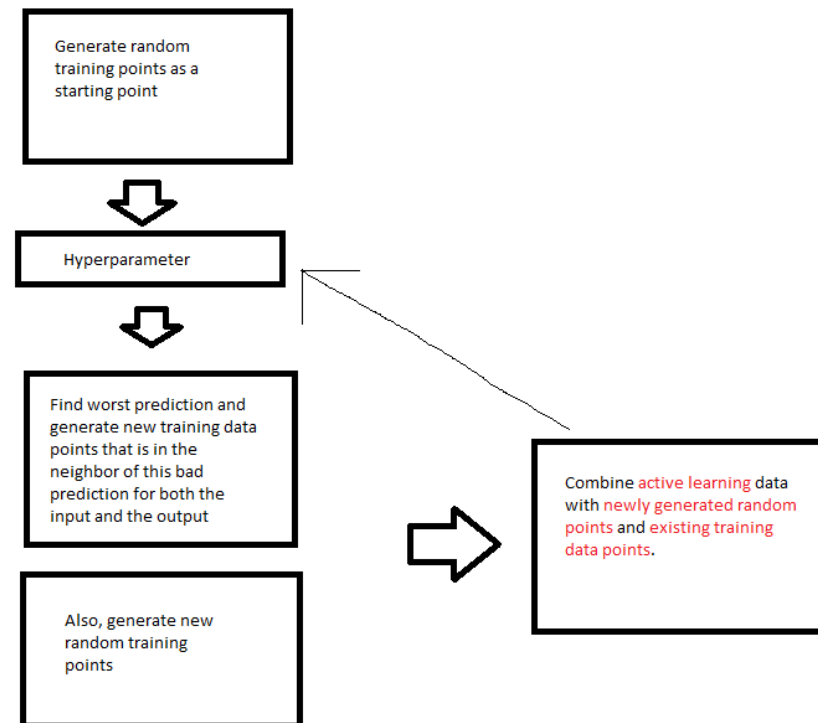 Generate random
training points as a
starting point
Hyperparameter
Find worst prediction and
generate new training data
points that is in the
neighbor of this bad
prediction for both the
input and the output
Also, generate new
random training
points
Combine active learning data
with newly generated random
points and existing training
data points.